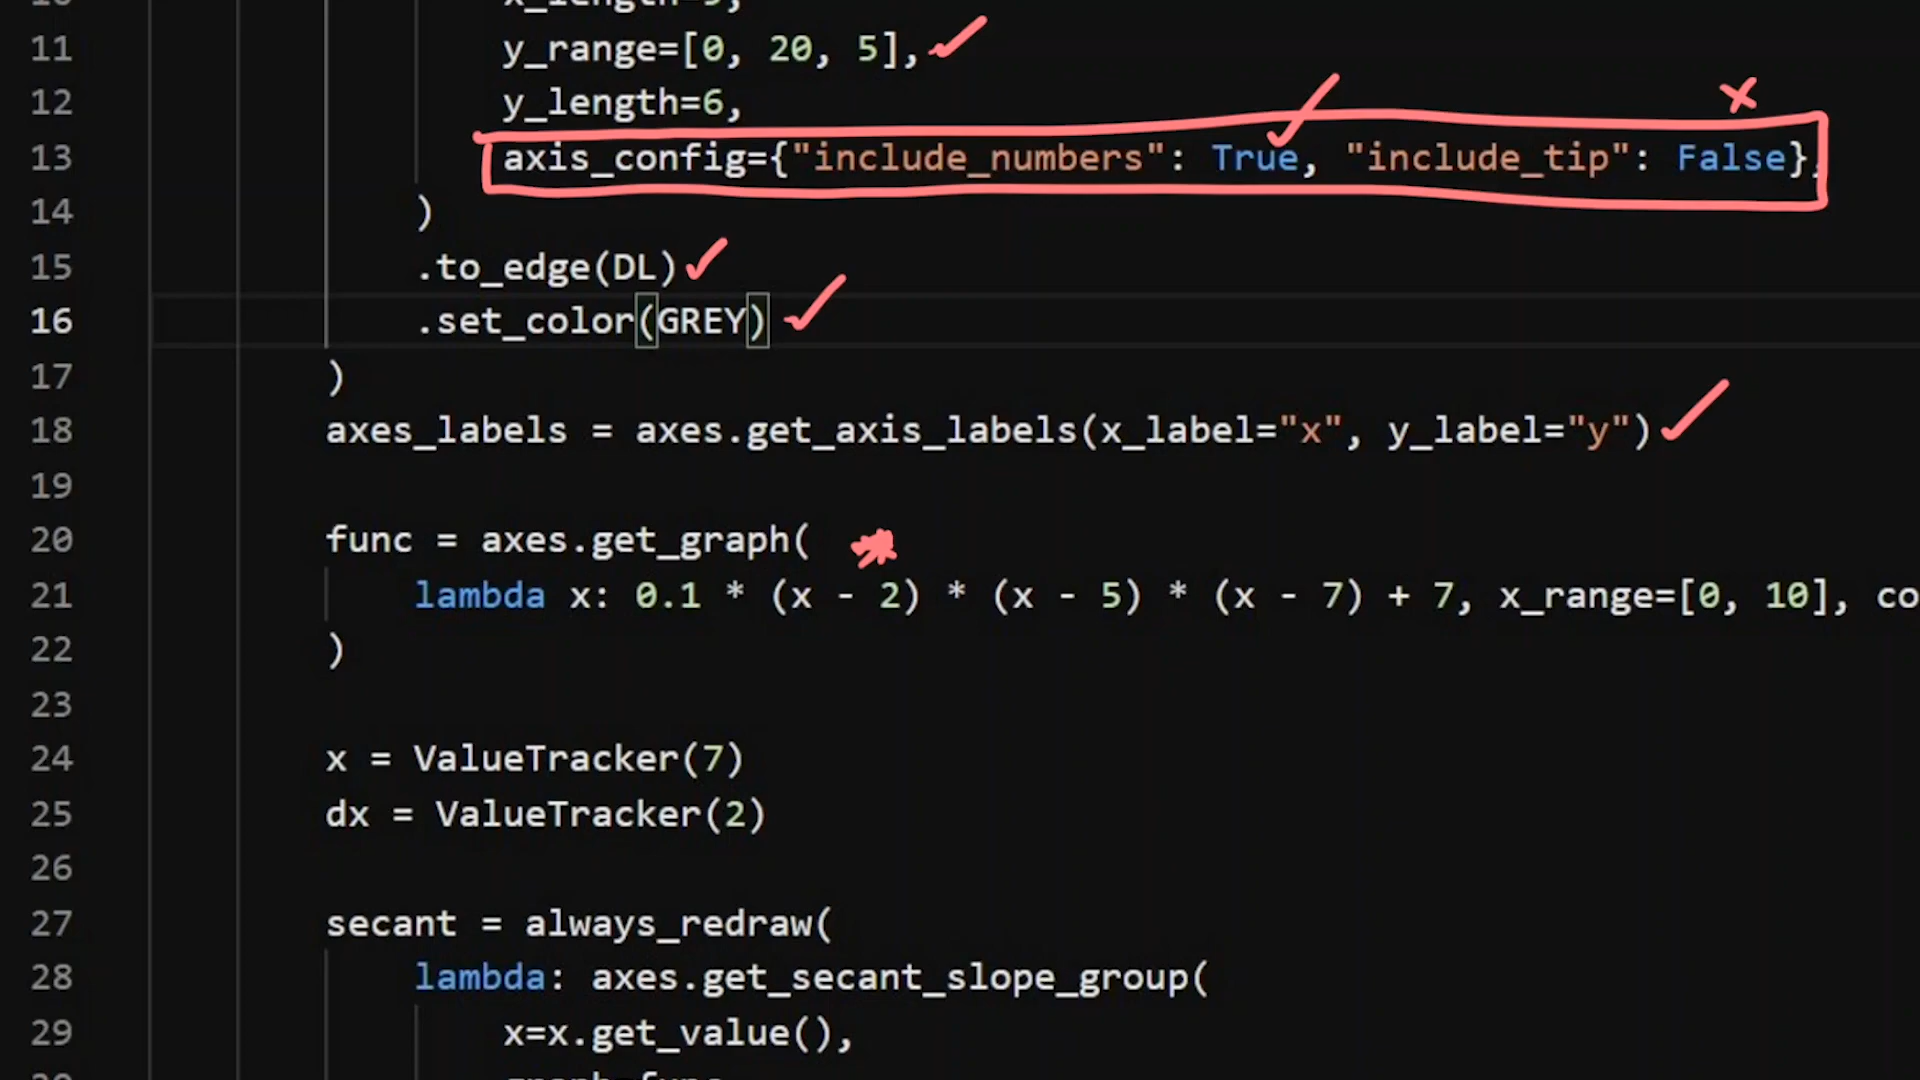 11 y_range=[0, 20, 5],
12 y_length=6,
13 axis_config={"include_numbers": True, "include_tip": False},
14 )
15 .to_edge(DL)
16 .set_color(GREY)
17 )
18 axes_labels = axes.get_axis_labels(x_label="x", y_label="y")
19
20 func = axes.get_graph(
21 lambda x: 0.1 * (x - 2) * (x - 5) * (x - 7) + 7, x_range=[0, 10], co
22 )
23
24 x = ValueTracker(7)
25 dx = ValueTracker(2)
26
27 secant = always_redraw(
28 lambda: axes.get_secant_slope_group(
29 x=x.get_value(),